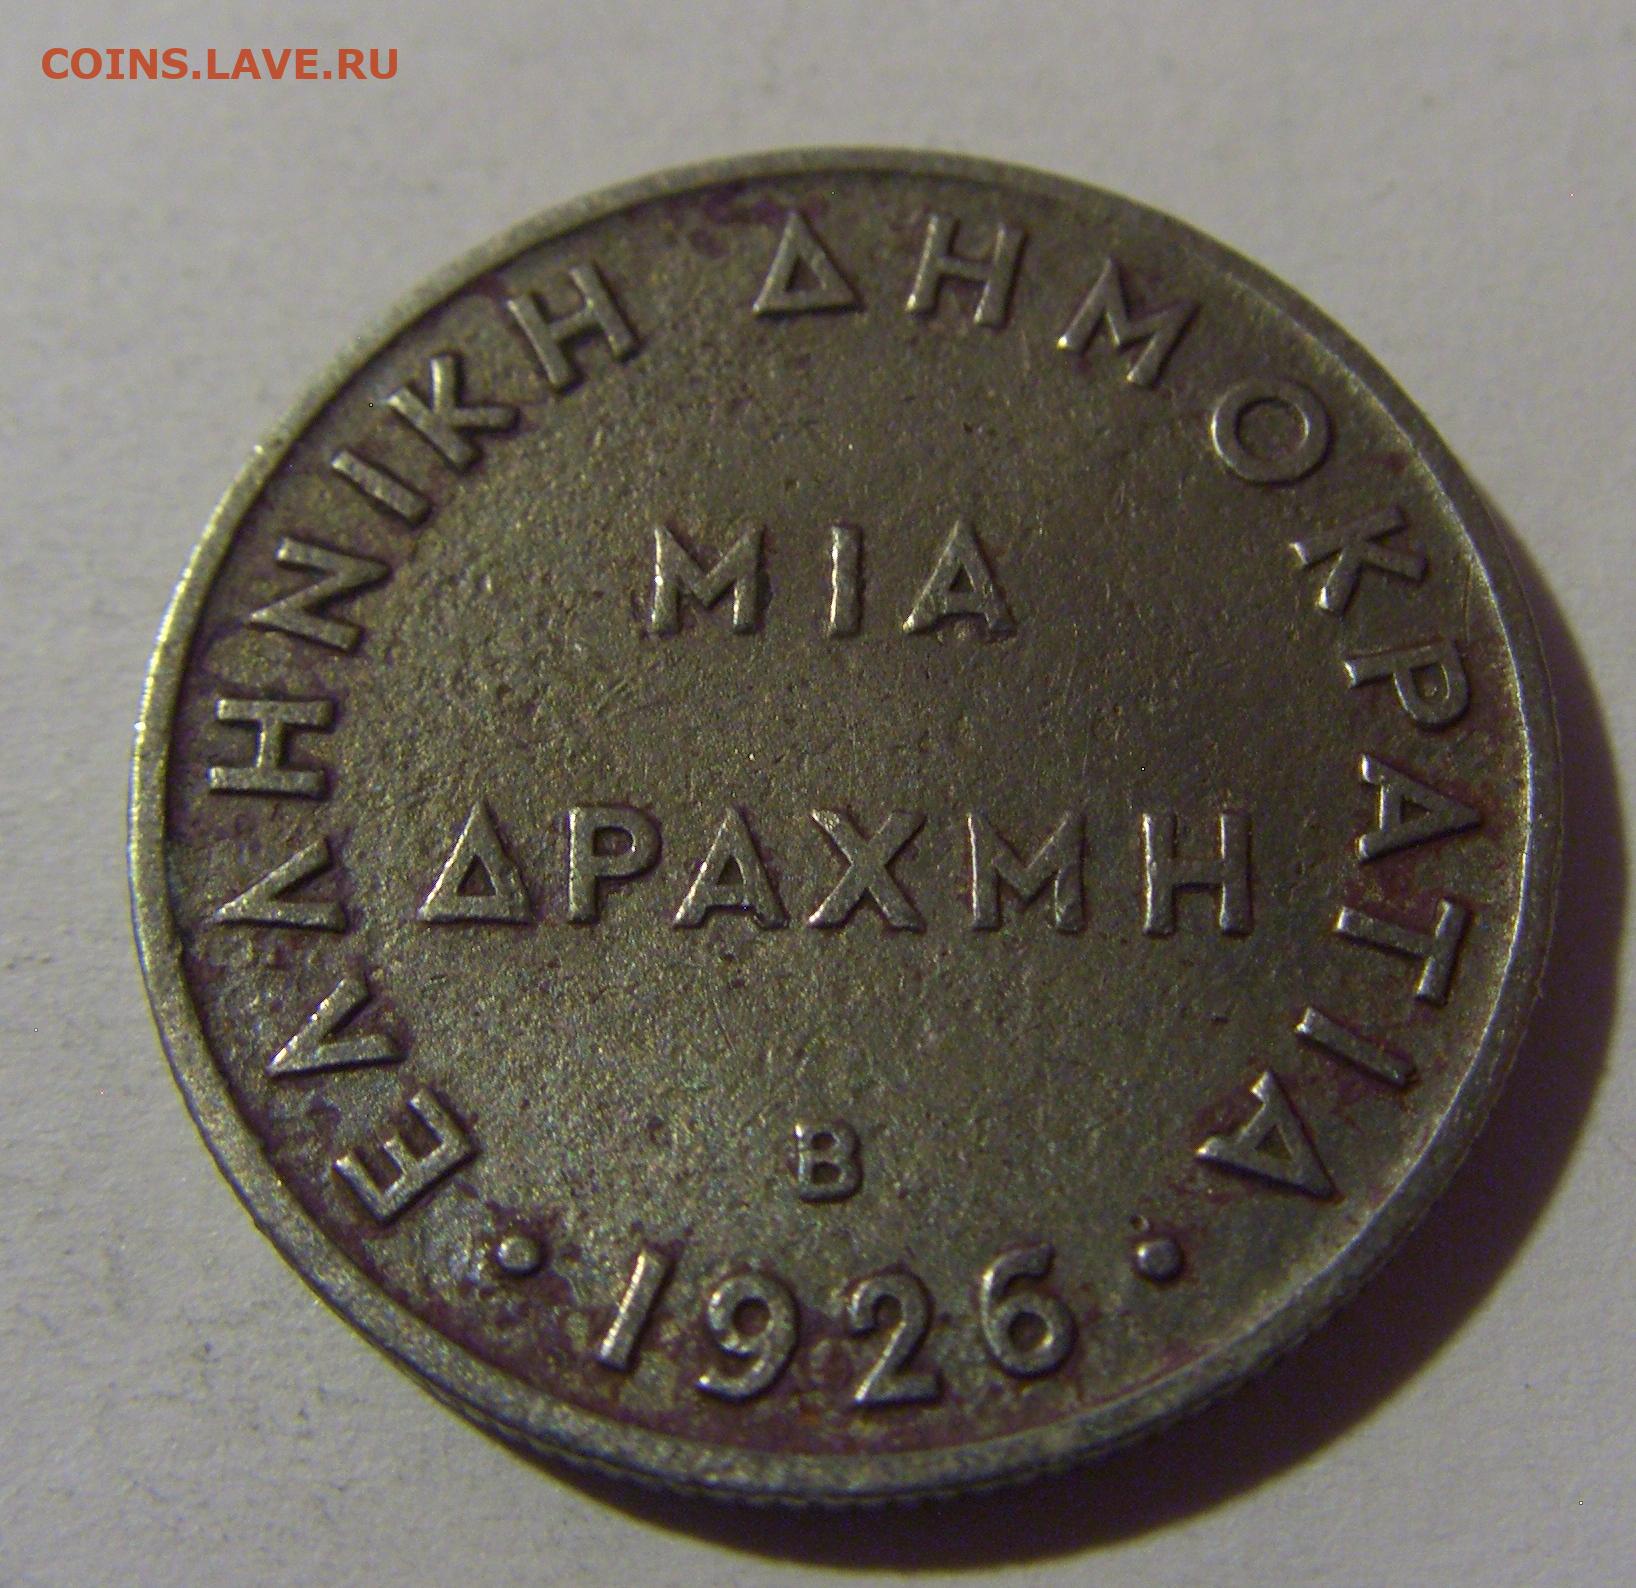 COINS.LAVE.RU
ΕΛΛΗΝΙΚΗ ΔΗΜΟΚΡΑΤΙΑ
ΜΙΑ
ΔΡΑΧΜΗ
Β
· 1926 ·